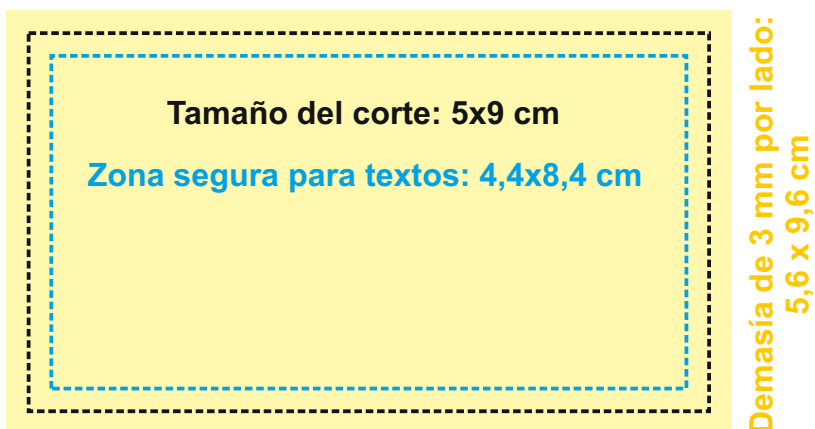 Tamaño del corte: 5x9 cm
Zona segura para textos: 4,4x8,4 cm
Demasía de 3 mm por lado:
5,6 x 9,6 cm